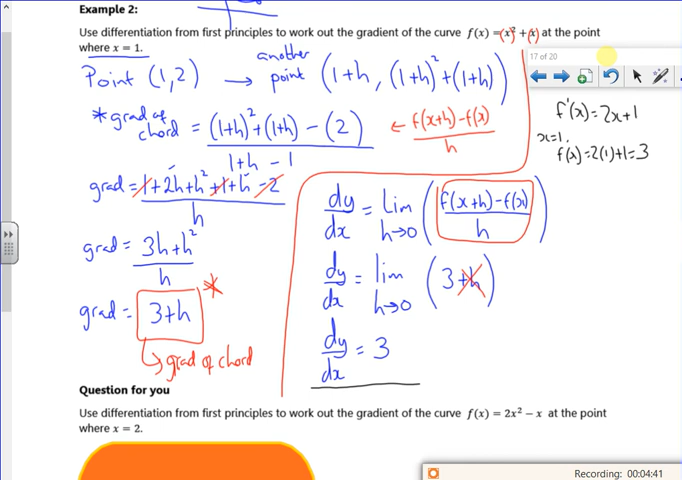 Example 2:
Use differentiation from first principles to work out the gradient of the curve f(x) = (x² + x) at the point
where x = 1.
Point (1,2) → another point (1+h, (1+h)² + (1+h))
* grad of chord = (1+h)² + (1+h) − (2) / 1+h − 1 ← f(x+h) − f(x) / h
grad = 1 + 2h + h² + 1 + h − 2 / h
grad = 3h + h² / h
grad = 3+h *
↳ grad of chord
dy/dx = lim h→0 ( f(x+h) − f(x) / h )
dy/dx = lim h→0 ( 3 + h )
dy/dx = 3
17 of 20
f'(x) = 2x + 1
x=1,
f(x) = 2(1) + 1 = 3
Question for you
Use differentiation from first principles to work out the gradient of the curve f(x) = 2x² − x at the point
where x = 2.
Recording: 00:04:41